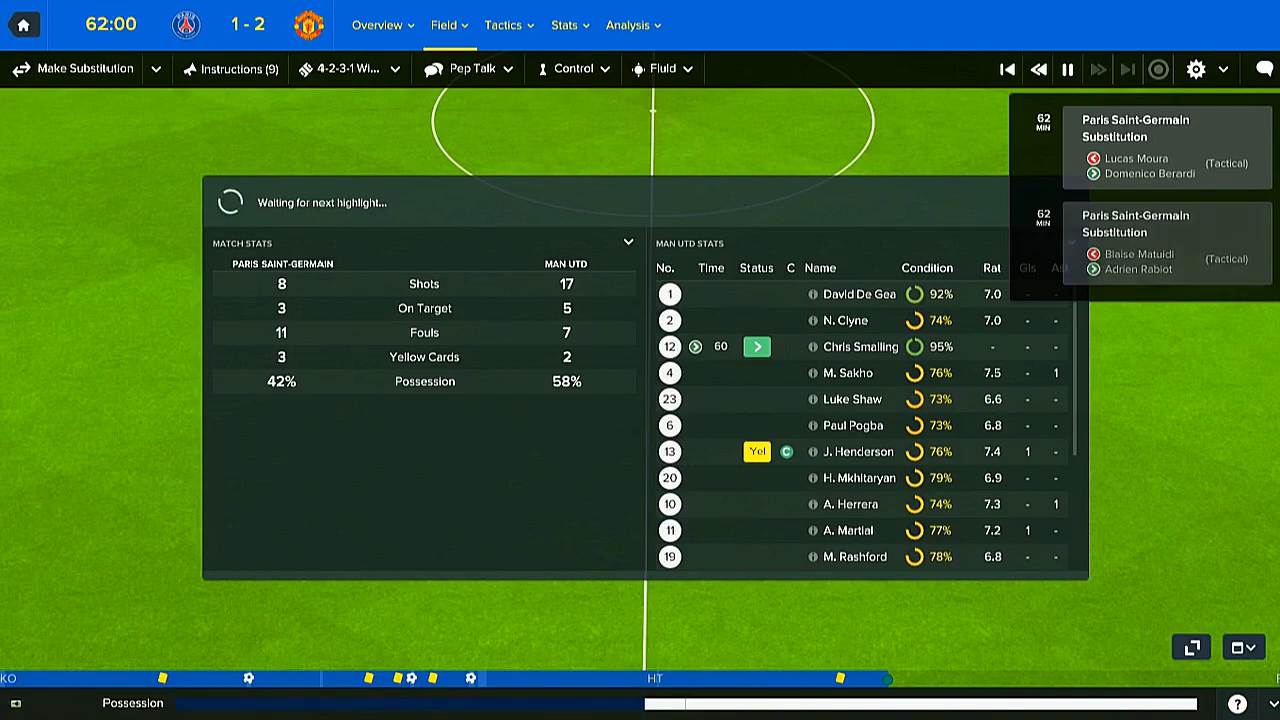 62:00 1 - 2 Overview Field Tactics Stats Analysis
Make Substitution Instructions (9) 4-2-3-1 Wi... Pep Talk Control Fluid
62 MIN Paris Saint-Germain Substitution
Lucas Moura (Tactical)
Domenico Berardi
62 MIN Paris Saint-Germain Substitution
Blaise Matuidi (Tactical)
Adrien Rabiot
Waiting for next highlight...
MATCH STATS
PARIS SAINT-GERMAIN MAN UTD
8 Shots 17
3 On Target 5
11 Fouls 7
3 Yellow Cards 2
42% Possession 58%
MAN UTD STATS
No. Time Status C Name Condition Rat Gls Ast
1 David De Gea 92% 7.0
2 N. Clyne 74% 7.0 - -
12 60 Chris Smalling 95% - - -
4 M. Sakho 76% 7.5 - 1
23 Luke Shaw 73% 6.6 - -
6 Paul Pogba 73% 6.8 - -
13 Yel C J. Henderson 76% 7.4 1 -
20 H. Mkhitaryan 79% 6.9 - -
10 A. Herrera 74% 7.3 - 1
11 A. Martial 77% 7.2 1 -
19 M. Rashford 78% 6.8 - -
KO HT F
Possession ?